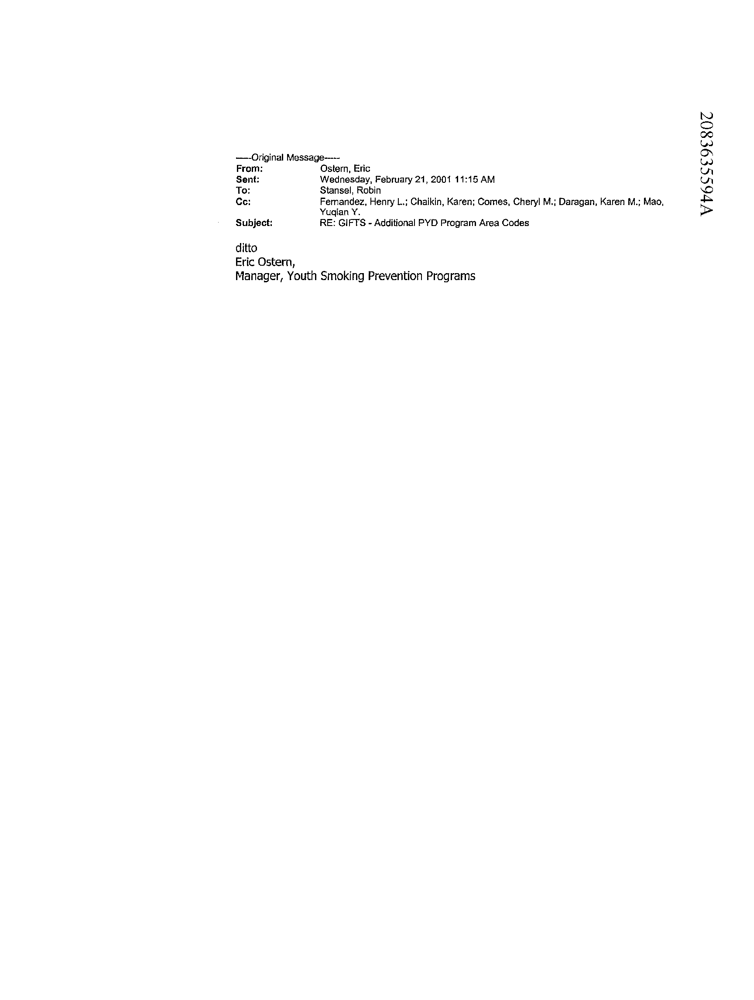 -----Original Message-----
From: Ostern, Eric
Sent: Wednesday, February 21, 2001 11:15 AM
To: Stansel, Robin
Cc: Fernandez, Henry L.; Chaikin, Karen; Comes, Cheryl M.; Daragan, Karen M.; Mao,
Yuqian Y.
Subject: RE: GIFTS - Additional PYD Program Area Codes
ditto
Eric Ostern,
Manager, Youth Smoking Prevention Programs
2083635594A